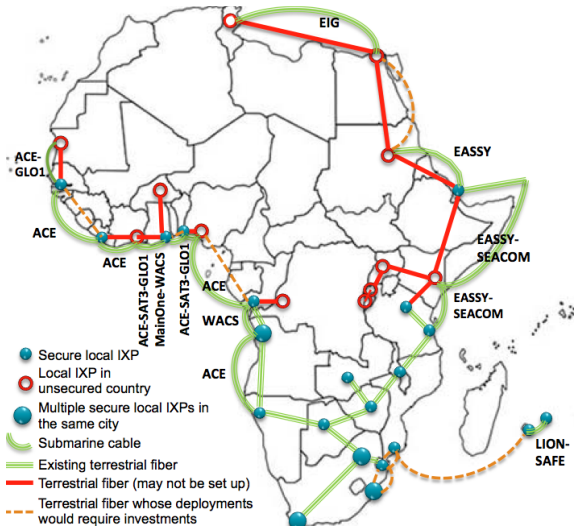 EIG
EASSY
ACE-
GLO1
ACE
ACE
ACE-SAT3-GLO1
MainOne-WACS
ACE-SAT3-GLO1
ACE
WACS
EASSY-
SEACOM
EASSY-
SEACOM
ACE
LION-
SAFE
Secure local IXP
Local IXP in
unsecured country
Multiple secure local IXPs in
the same city
Submarine cable
Existing terrestrial fiber
Terrestrial fiber (may not be set up)
Terrestrial fiber whose deployments
would require investments